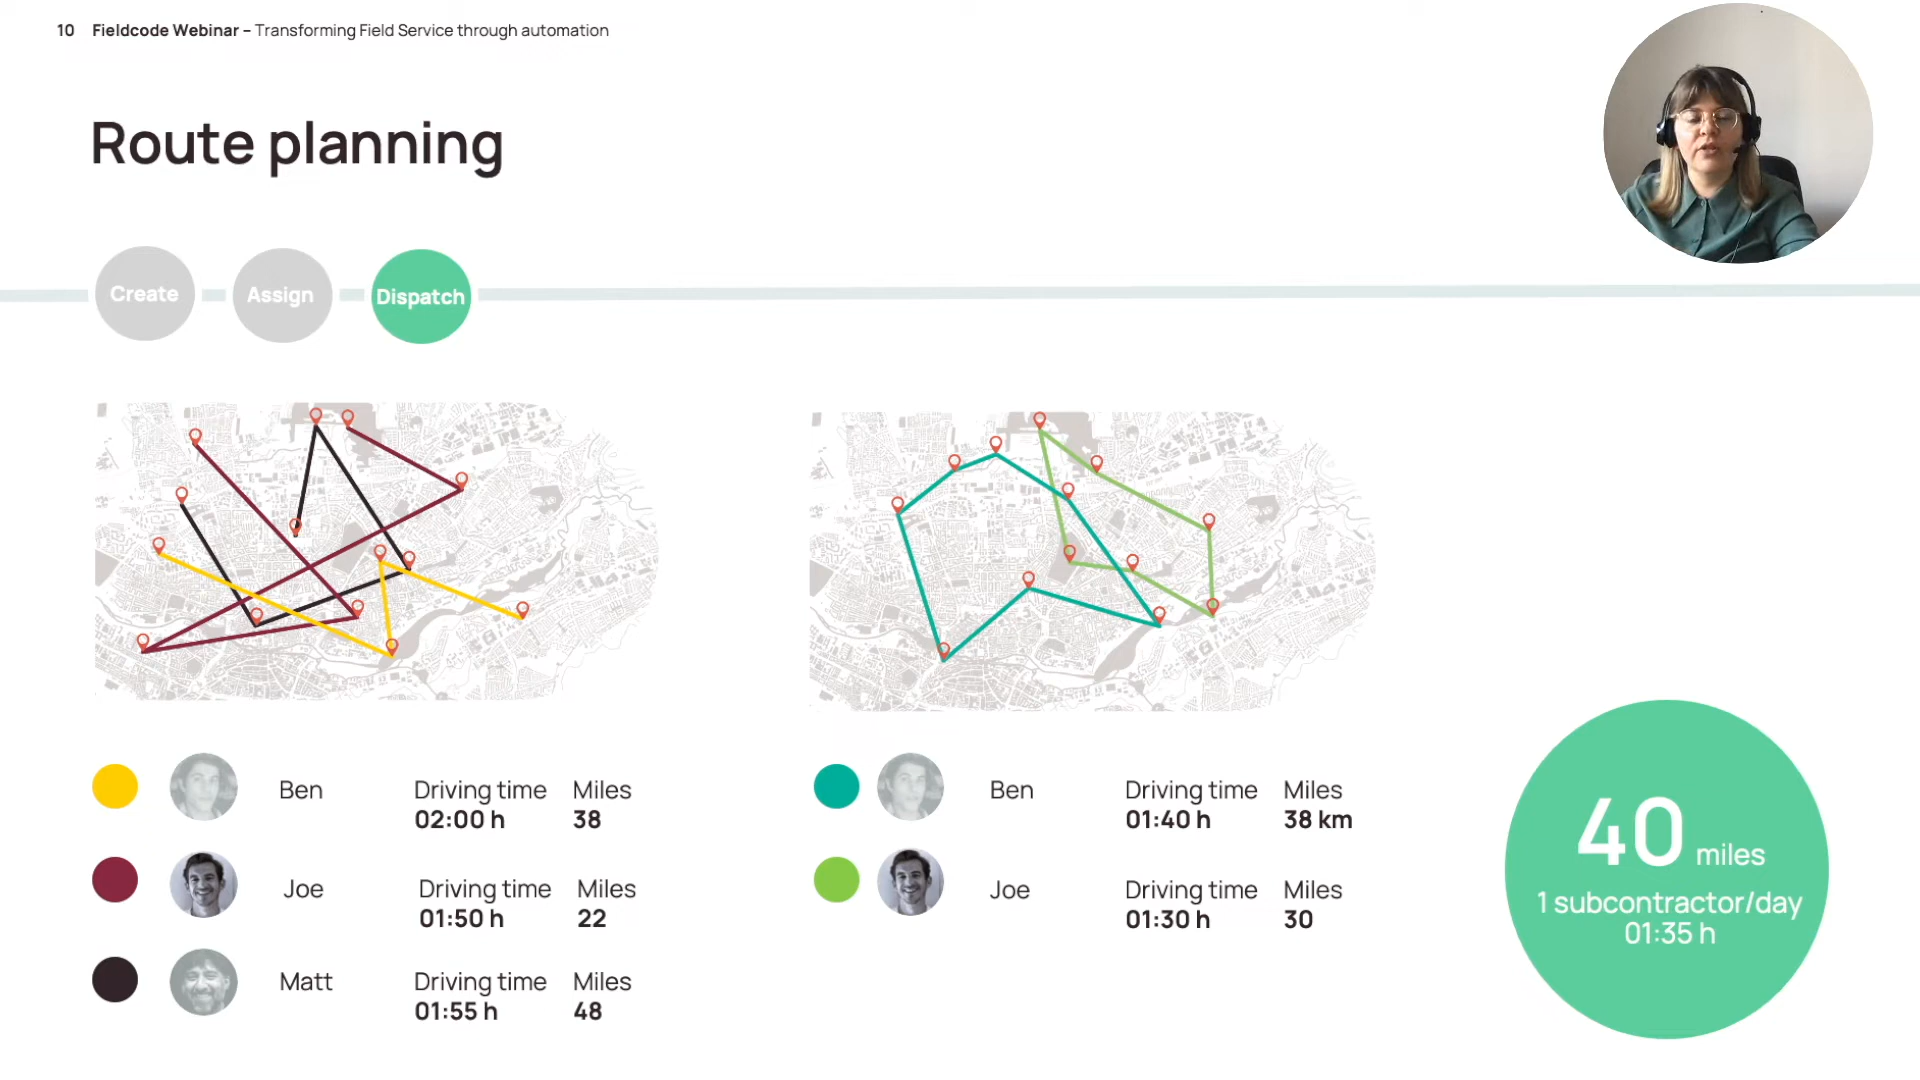 10 Fieldcode Webinar – Transforming Field Service through automation
Route planning
Create
Assign
Dispatch
Ben
Driving time
02:00 h
Miles
38
Joe
Driving time
01:50 h
Miles
22
Matt
Driving time
01:55 h
Miles
48
Ben
Driving time
01:40 h
Miles
38 km
Joe
Driving time
01:30 h
Miles
30
40 miles
1 subcontractor/day
01:35 h